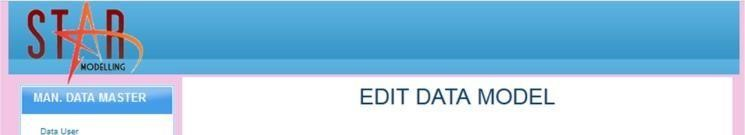 STAR
MODELLING
MAN. DATA MASTER
EDIT DATA MODEL
Data User